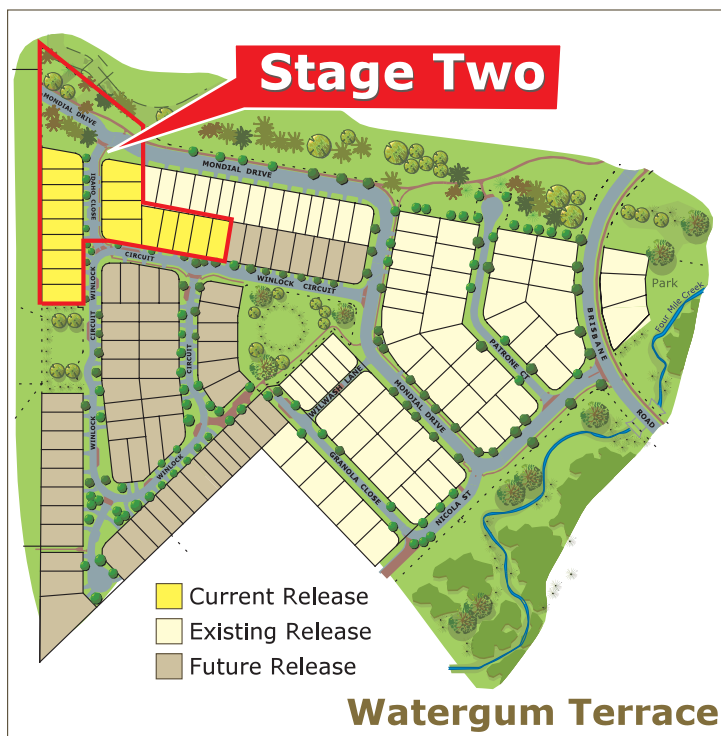 Stage Two
MONDIAL DRIVE
IDAHO CLOSE
MONDIAL DRIVE
CIRCUIT
WINLOCK CIRCUIT
WINLOCK
CIRCUIT
CIRCUIT
WINLOCK
WINLOCK
WILWASH LANE
GRANOLA CLOSE
MONDIAL DRIVE
PATRONE CT
NICOLA ST
BRISBANE
ROAD
Park
Four Mile Creek
Current Release
Existing Release
Future Release
Watergum Terrace